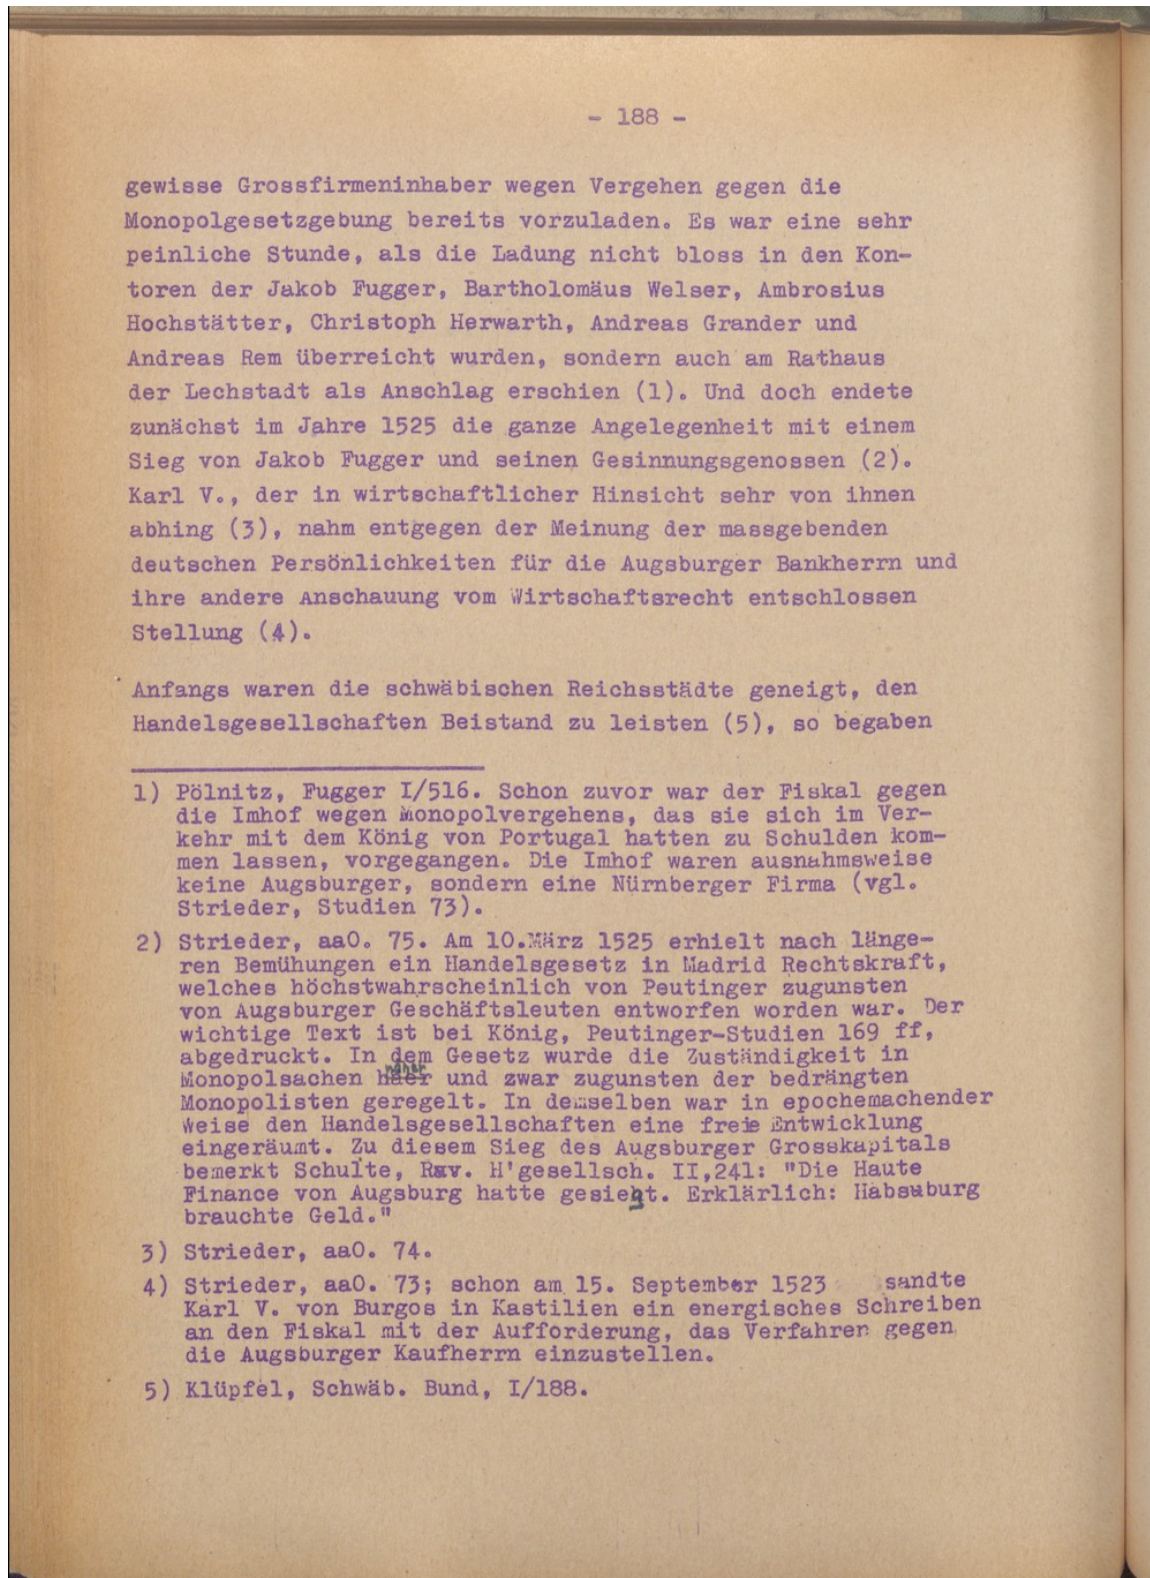 - 188 -
gewisse Grossfirmeninhaber wegen Vergehen gegen die
Monopolgesetzgebung bereits vorzuladen. Es war eine sehr
peinliche Stunde, als die Ladung nicht bloss in den Kon-
toren der Jakob Fugger, Bartholomäus Welser, Ambrosius
Hochstätter, Christoph Herwarth, Andreas Grander und
Andreas Rem überreicht wurden, sondern auch am Rathaus
der Lechstadt als Anschlag erschien (1). Und doch endete
zunächst im Jahre 1525 die ganze Angelegenheit mit einem
Sieg von Jakob Fugger und seinen Gesinnungsgenossen (2).
Karl V., der in wirtschaftlicher Hinsicht sehr von ihnen
abhing (3), nahm entgegen der Meinung der massgebenden
deutschen Persönlichkeiten für die Augsburger Bankherrn und
ihre andere Anschauung vom Wirtschaftsrecht entschlossen
Stellung (4).
Anfangs waren die schwäbischen Reichsstädte geneigt, den
Handelsgesellschaften Beistand zu leisten (5), so begaben
1) Pölnitz, Fugger I/516. Schon zuvor war der Fiskal gegen
die Imhof wegen Monopolvergehens, das sie sich im Ver-
kehr mit dem König von Portugal hatten zu Schulden kom-
men lassen, vorgegangen. Die Imhof waren ausnahmsweise
keine Augsburger, sondern eine Nürnberger Firma (vgl.
Strieder, Studien 73).
2) Strieder, aaO. 75. Am 10.März 1525 erhielt nach länge-
ren Bemühungen ein Handelsgesetz in Madrid Rechtskraft,
welches höchstwahrscheinlich von Peutinger zugunsten
von Augsburger Geschäftsleuten entworfen worden war. Der
wichtige Text ist bei König, Peutinger-Studien 169 ff,
abgedruckt. In dem Gesetz wurde die Zuständigkeit in
Monopolsachen näher und zwar zugunsten der bedrängten
Monopolisten geregelt. In demselben war in epochemachender
Weise den Handelsgesellschaften eine freie Entwicklung
eingeräumt. Zu diesem Sieg des Augsburger Grosskapitals
bemerkt Schulte, Rav. H'gesellsch. II,241: "Die Haute
Finance von Augsburg hatte gesiegt. Erklärlich: Habsuburg
brauchte Geld."
3) Strieder, aaO. 74.
4) Strieder, aaO. 73; schon am 15. September 1523 sandte
Karl V. von Burgos in Kastilien ein energisches Schreiben
an den Fiskal mit der Aufforderung, das Verfahren gegen
die Augsburger Kaufherrn einzustellen.
5) Klüpfel, Schwäb. Bund, I/188.